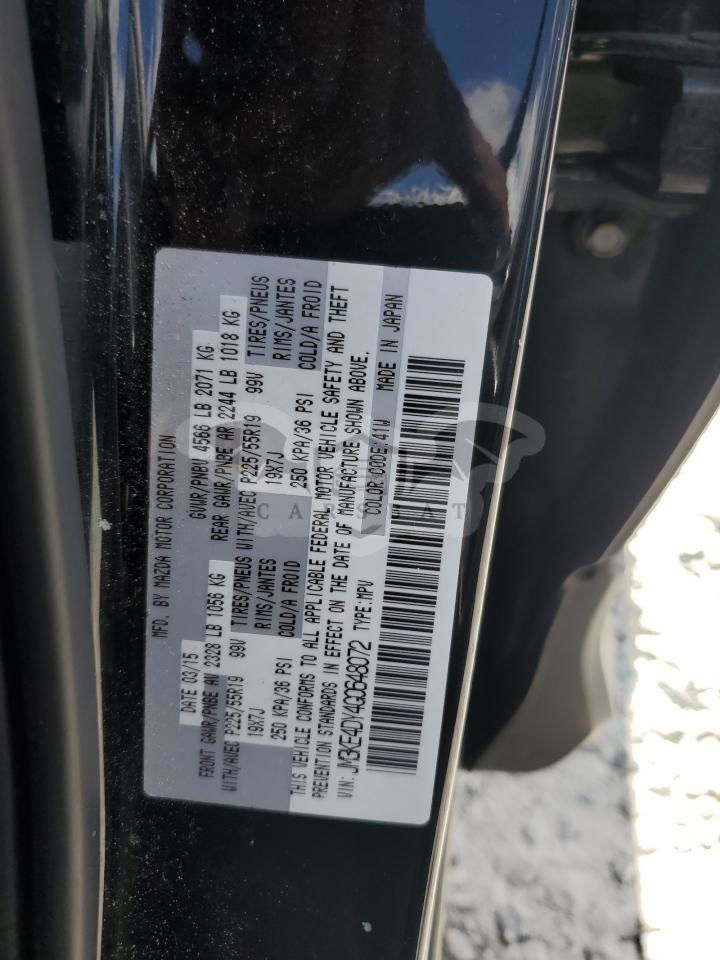 MFD. BY MAZDA MOTOR CORPORATION
DATE 03/15 GVWR/PNBV 4566 LB 2071 KG
FRONT GAWR/PNBE AV 2328 LB 1056 KG REAR GAWR/PNBE AR 2244 LB 1018 KG
WITH/AVEC P225/55R19 99V TIRES/PNEUS WITH/AVEC P225/55R19 99V TIRES/PNEUS
19X7J RIMS/JANTES 19X7J RIMS/JANTES
250 KPA/36 PSI COLD/A FROID 250 KPA/36 PSI COLD/A FROID
THIS VEHICLE CONFORMS TO ALL APPLICABLE FEDERAL MOTOR VEHICLE SAFETY AND THEFT
PREVENTION STANDARDS IN EFFECT ON THE DATE OF MANUFACTURE SHOWN ABOVE.
VIN: JM3KE4DY4G0648072 TYPE:MPV COLOR CODE:41W MADE IN JAPAN
CARSBAT